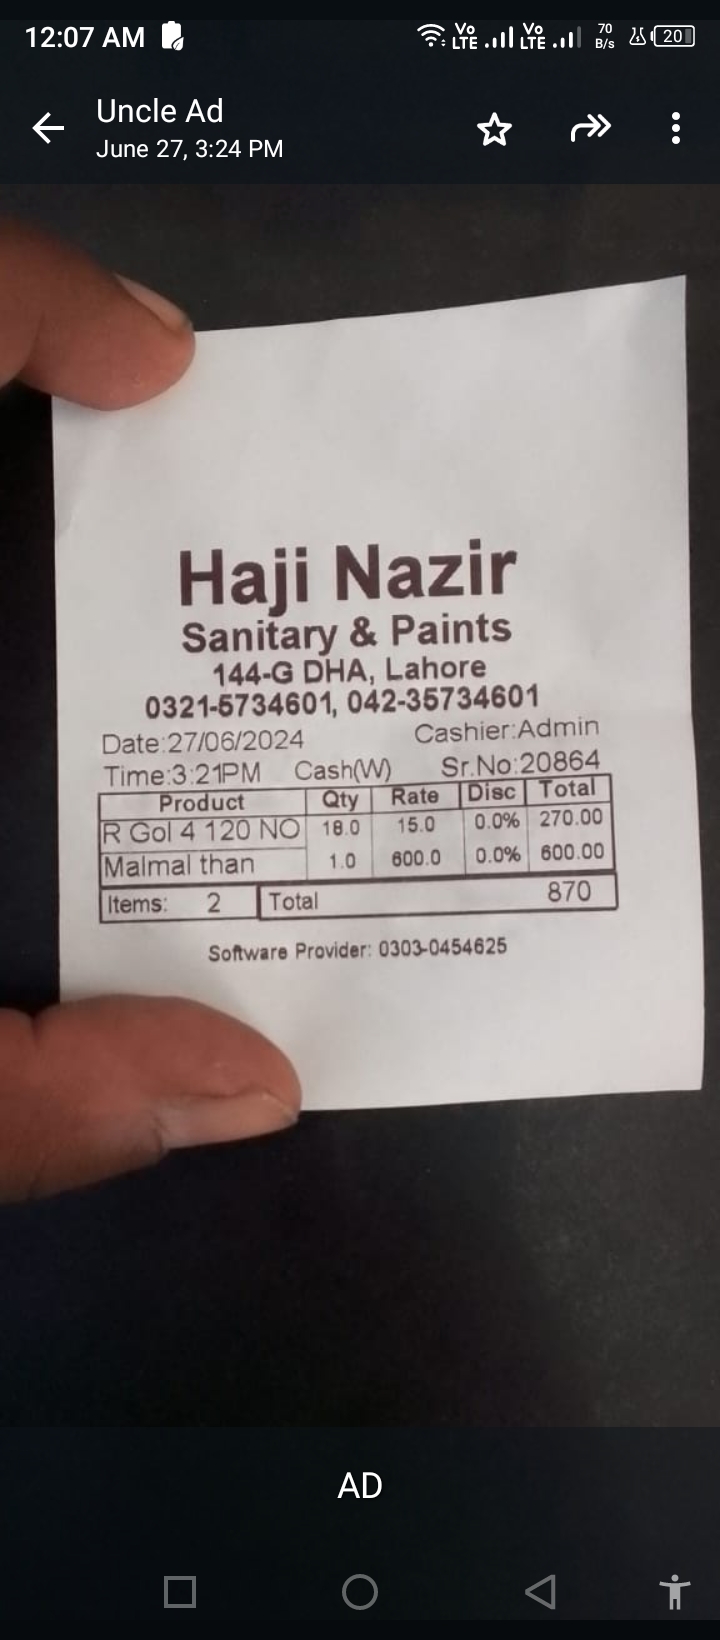 12:07 AM Vo LTE Vo LTE 70 B/s 20
Uncle Ad
June 27, 3:24 PM
Haji Nazir
Sanitary & Paints
144-G DHA, Lahore
0321-5734601, 042-35734601
Date:27/06/2024 Cashier:Admin
Time:3:21PM Cash(W) Sr.No:20864
Product Qty Rate Disc Total
R Gol 4 120 NO 18.0 15.0 0.0% 270.00
Malmal than 1.0 600.0 0.0% 600.00
Items: 2 Total 870
Software Provider: 0303-0454625
AD